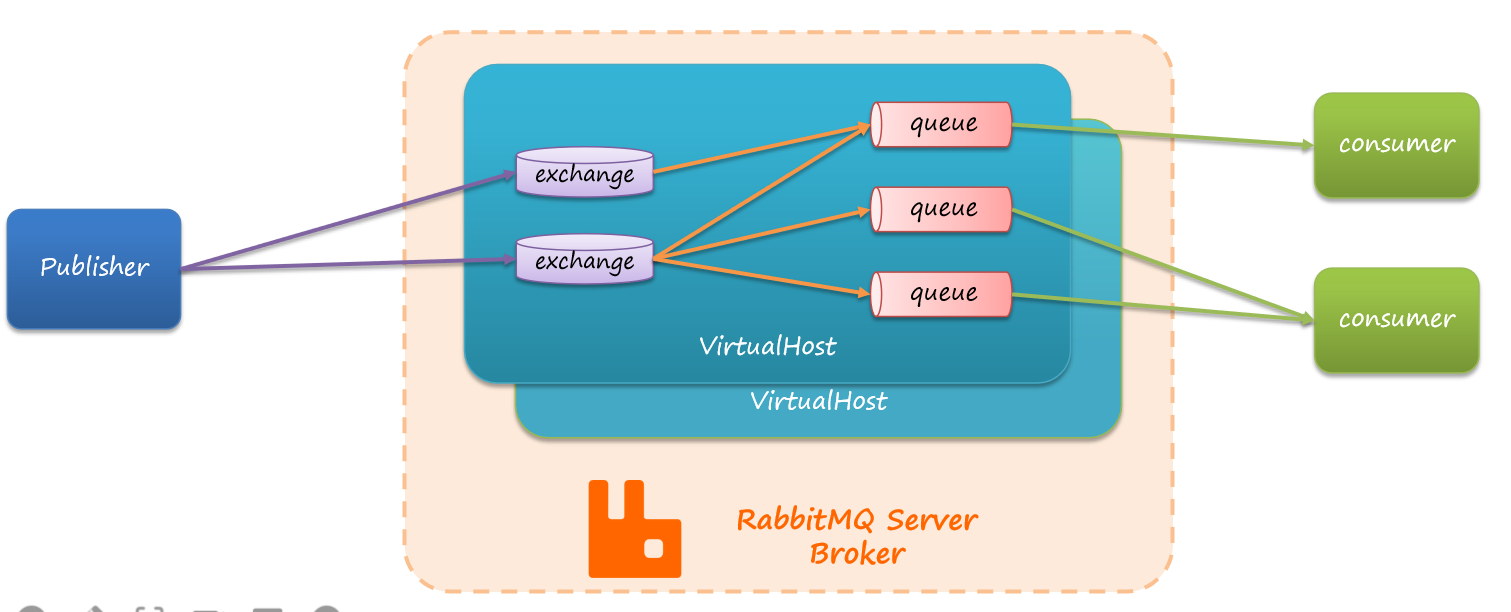 queue
consumer
exchange
queue
Publisher
exchange
queue
consumer
VirtualHost
VirtualHost
RabbitMQ Server
Broker